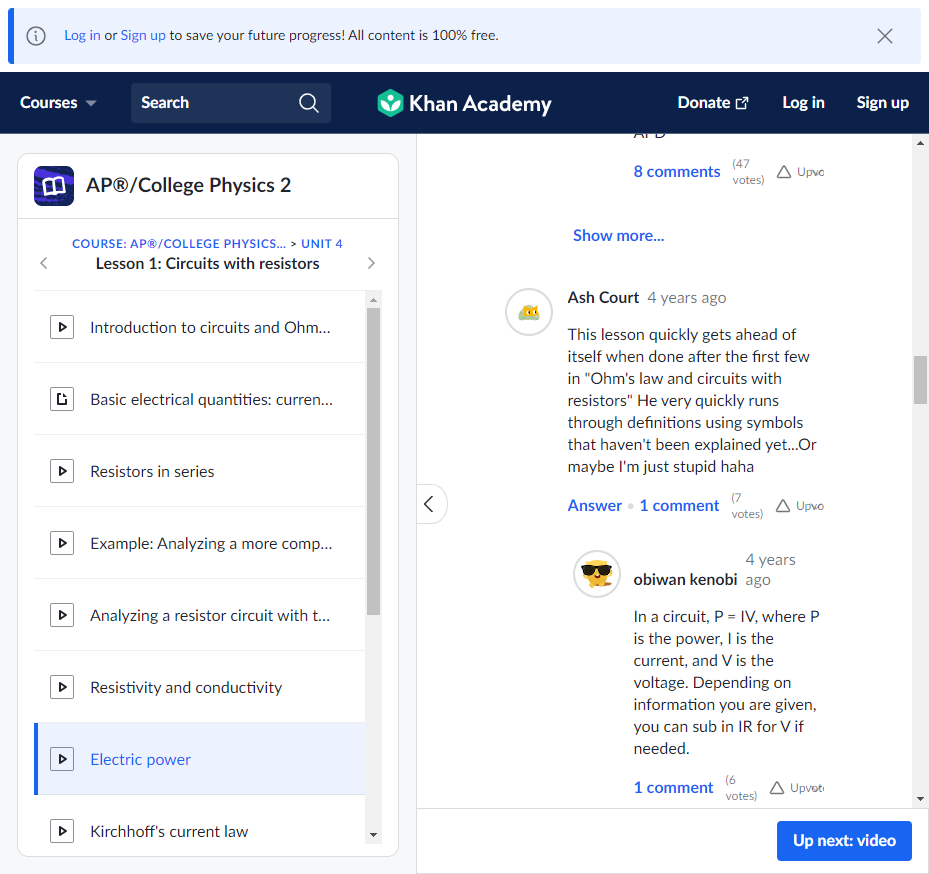 Log in or Sign up to save your future progress! All content is 100% free.
Courses
Search
Khan Academy
Donate
Log in
Sign up
AP®/College Physics 2
COURSE: AP®/COLLEGE PHYSICS... > UNIT 4
Lesson 1: Circuits with resistors
Introduction to circuits and Ohm...
Basic electrical quantities: curren...
Resistors in series
Example: Analyzing a more comp...
Analyzing a resistor circuit with t...
Resistivity and conductivity
Electric power
Kirchhoff's current law
8 comments
(47
votes)
Show more...
Ash Court 4 years ago
This lesson quickly gets ahead of
itself when done after the first few
in "Ohm's law and circuits with
resistors" He very quickly runs
through definitions using symbols
that haven't been explained yet...Or
maybe I'm just stupid haha
Answer • 1 comment
(7
votes)
obiwan kenobi
4 years
ago
In a circuit, P = IV, where P
is the power, I is the
current, and V is the
voltage. Depending on
information you are given,
you can sub in IR for V if
needed.
1 comment
(6
votes)
Up next: video